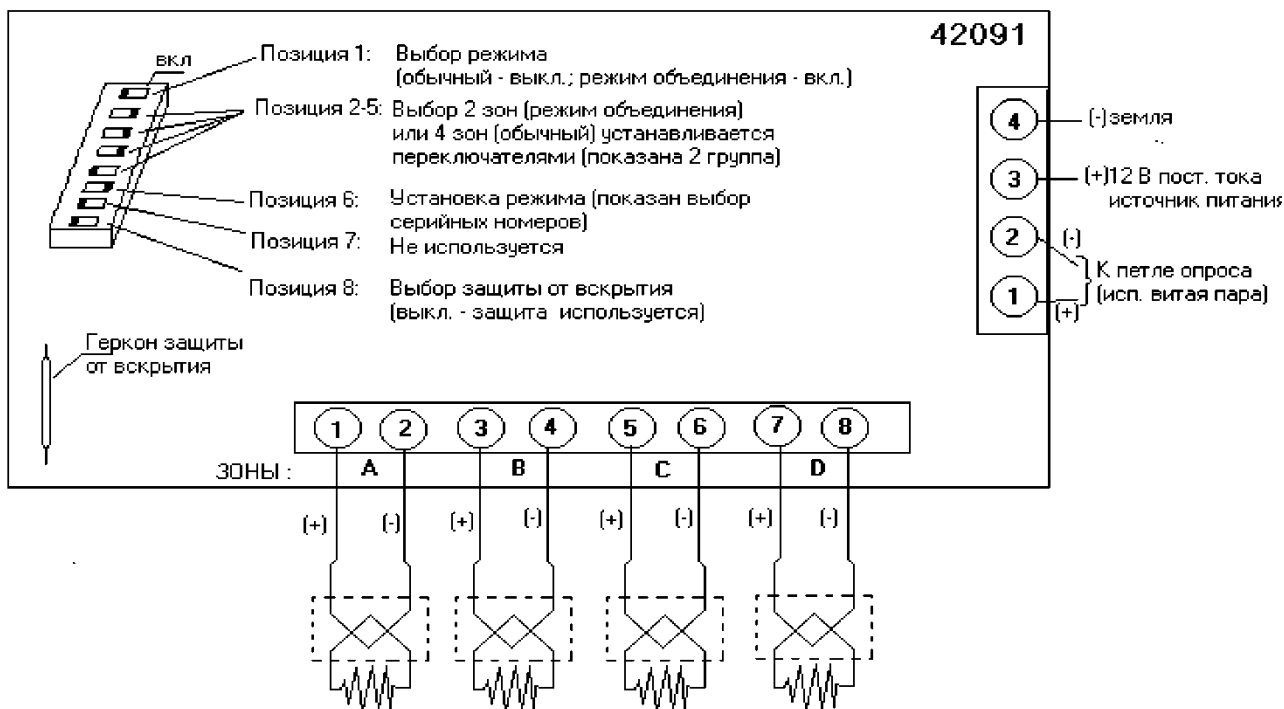 42091
вкл
Позиция 1: Выбор режима
(обычный - выкл.; режим объединения - вкл.)
Позиция 2-5: Выбор 2 зон (режим объединения)
или 4 зон (обычный) устанавливается
переключателями (показана 2 группа)
Позиция 6: Установка режима (показан выбор
серийных номеров)
Позиция 7: Не используется
Позиция 8: Выбор защиты от вскрытия
(выкл. - защита используется)
4 (-) земля
3 (+) 12 В пост. тока
источник питания
2 (-)
К петле опроса
1 (исп. витая пара)
(+)
Геркон защиты
от вскрытия
1 2 3 4 5 6 7 8
ЗОНЫ : A B C D
(+) (-) (+) (-) (+) (-) (+) (-)